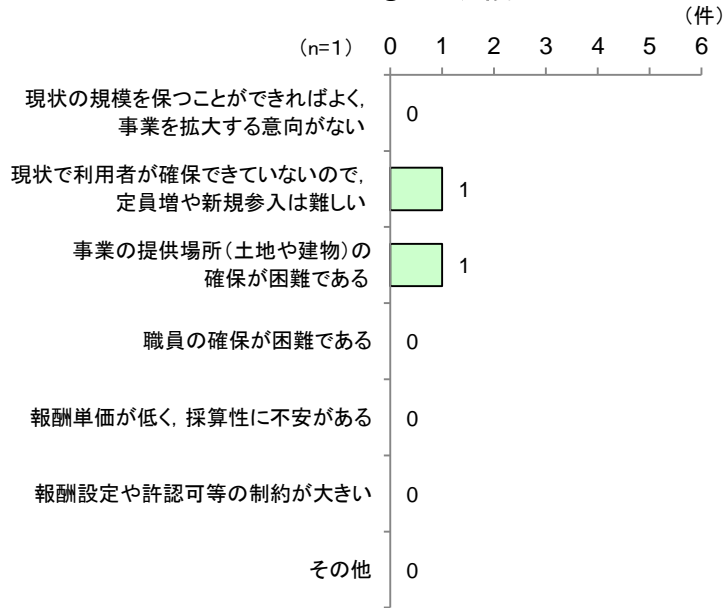 (件)
(n=1) 0 1 2 3 4 5 6
現状の規模を保つことができればよく,
事業を拡大する意向がない 0
現状で利用者が確保できていないので,
定員増や新規参入は難しい 1
事業の提供場所(土地や建物)の
確保が困難である 1
職員の確保が困難である 0
報酬単価が低く, 採算性に不安がある 0
報酬設定や許認可等の制約が大きい 0
その他 0